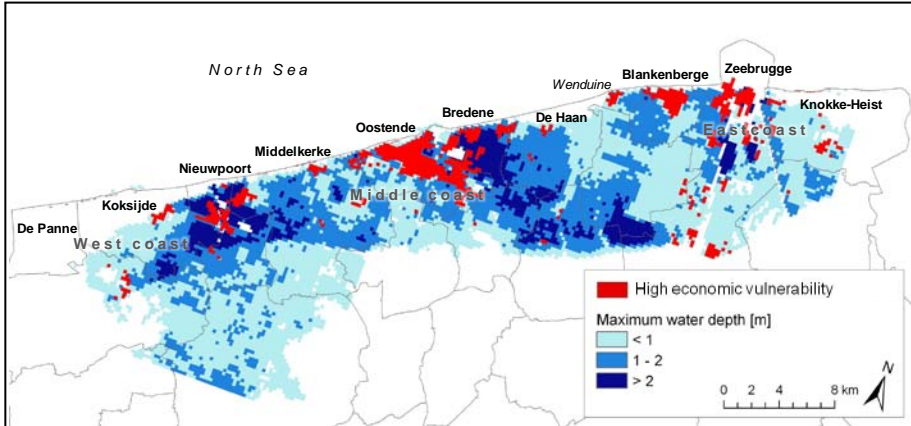 North Sea
Zeebrugge
Blankenberge
Wenduine
Knokke-Heist
Bredene
De Haan
Eastcoast
Oostende
Middelkerke
Nieuwpoort
Middle coast
Koksijde
De Panne
West coast
High economic vulnerability
Maximum water depth [m]
< 1
1 - 2
> 2
N
0 2 4 8 km